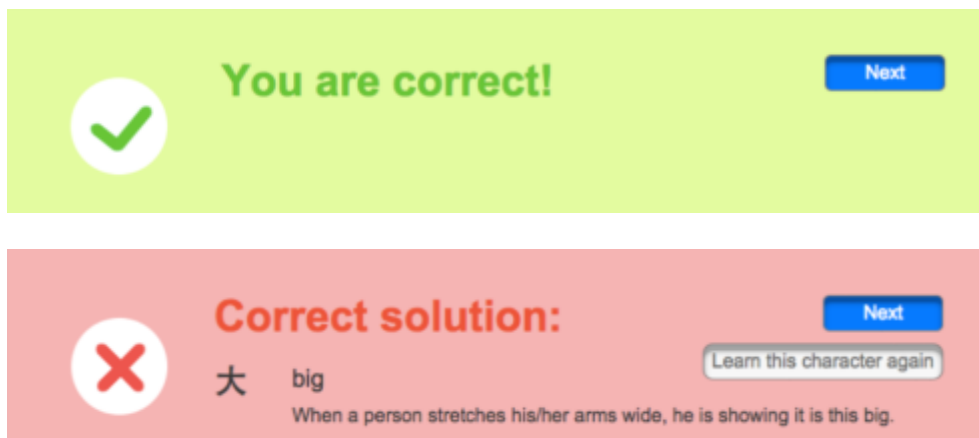 You are correct!
Next
Correct solution:
Next
Learn this character again
大 big
When a person stretches his/her arms wide, he is showing it is this big.